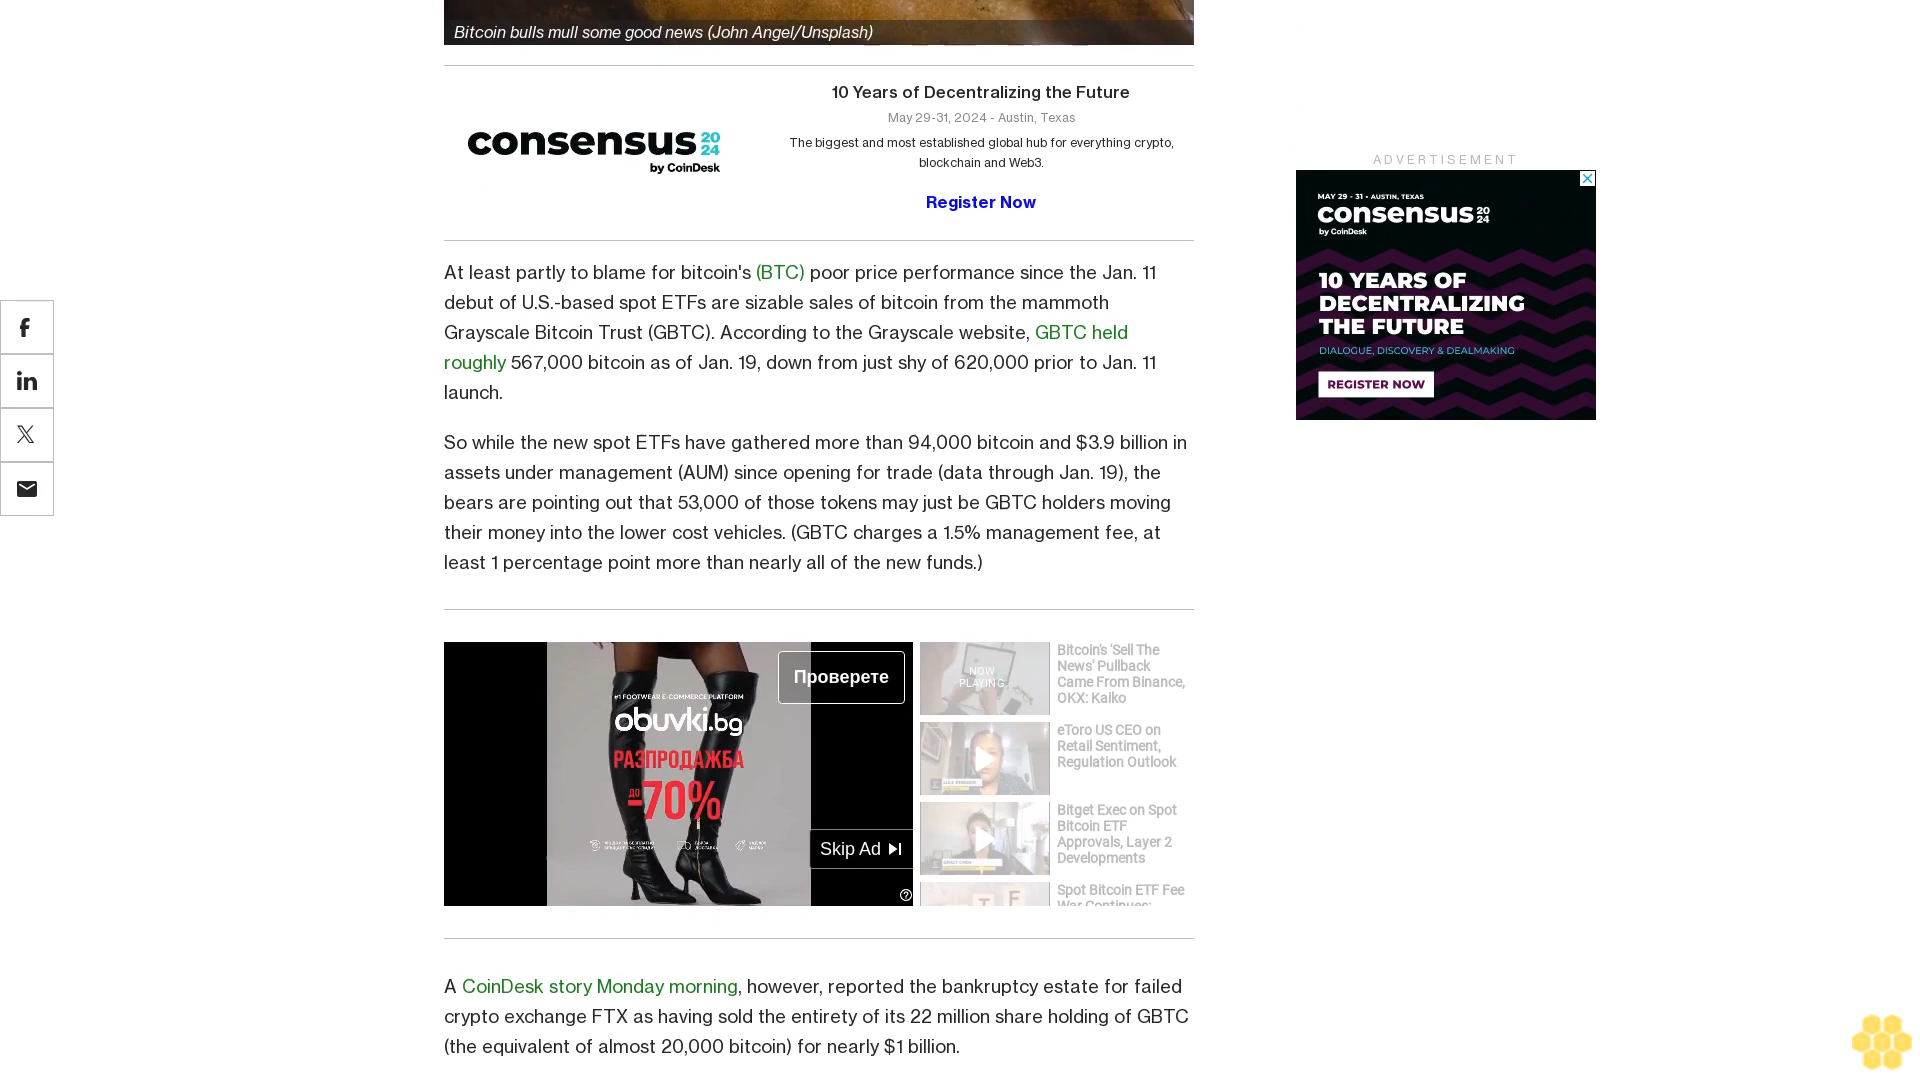 Bitcoin bulls mull some good news (John Angel/Unsplash)
10 Years of Decentralizing the Future
May 29-31, 2024 - Austin, Texas
The biggest and most established global hub for everything crypto,
blockchain and Web3.
Register Now
consensus 2024
by CoinDesk
ADVERTISEMENT
MAY 29 - 31 • AUSTIN, TEXAS
consensus 2024
by CoinDesk
10 YEARS OF
DECENTRALIZING
THE FUTURE
DIALOGUE, DISCOVERY & DEALMAKING
REGISTER NOW
At least partly to blame for bitcoin's (BTC) poor price performance since the Jan. 11
debut of U.S.-based spot ETFs are sizable sales of bitcoin from the mammoth
Grayscale Bitcoin Trust (GBTC). According to the Grayscale website, GBTC held
roughly 567,000 bitcoin as of Jan. 19, down from just shy of 620,000 prior to Jan. 11
launch.
So while the new spot ETFs have gathered more than 94,000 bitcoin and $3.9 billion in
assets under management (AUM) since opening for trade (data through Jan. 19), the
bears are pointing out that 53,000 of those tokens may just be GBTC holders moving
their money into the lower cost vehicles. (GBTC charges a 1.5% management fee, at
least 1 percentage point more than nearly all of the new funds.)
Проверете
#1 FOOTWEAR E-COMMERCE PLATFORM
obuvki.bg
РАЗПРОДАЖБА
ДО
-70%
Skip Ad
NOW
PLAYING
Bitcoin's 'Sell The
News' Pullback
Came From Binance,
OKX: Kaiko
eToro US CEO on
Retail Sentiment,
Regulation Outlook
Bitget Exec on Spot
Bitcoin ETF
Approvals, Layer 2
Developments
Spot Bitcoin ETF Fee
War Continues:
A CoinDesk story Monday morning, however, reported the bankruptcy estate for failed
crypto exchange FTX as having sold the entirety of its 22 million share holding of GBTC
(the equivalent of almost 20,000 bitcoin) for nearly $1 billion.